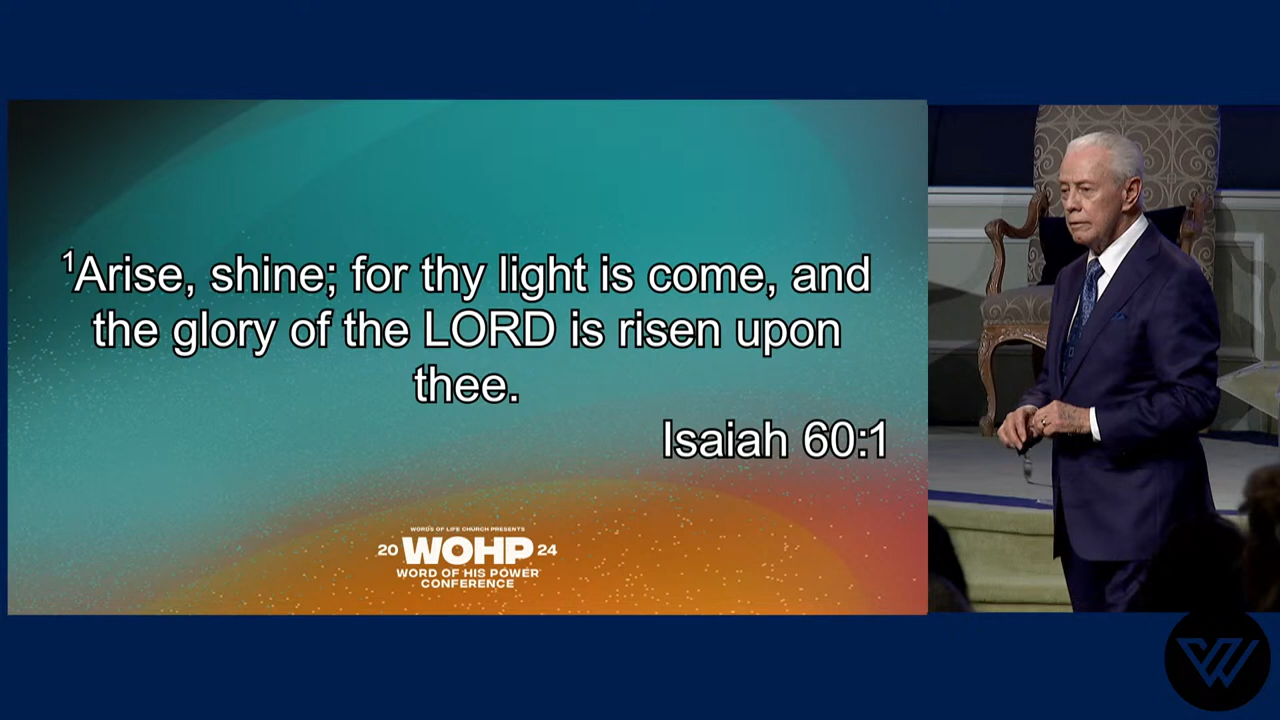 ¹Arise, shine; for thy light is come, and
the glory of the LORD is risen upon
thee.
Isaiah 60:1
WORDS OF LIFE CHURCH PRESENTS
20 WOHP 24
WORD OF HIS POWER
CONFERENCE
W